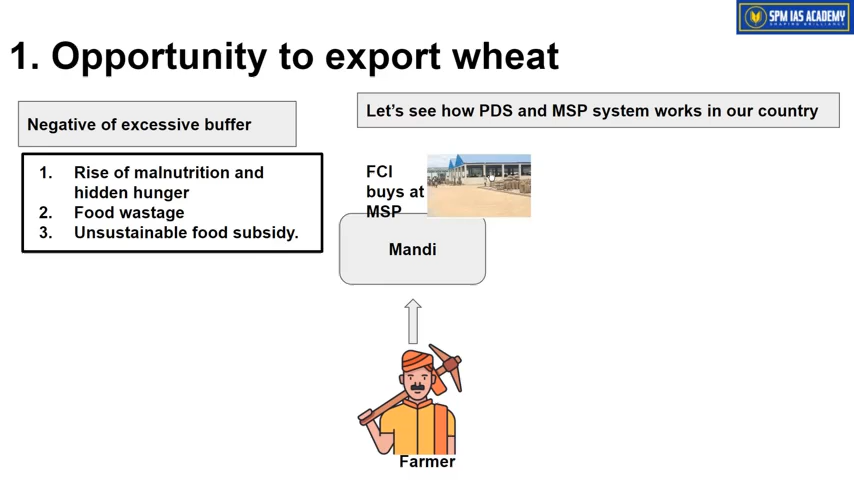 SPM IAS ACADEMY
SHAPING BRILLIANCE
1. Opportunity to export wheat
Negative of excessive buffer
Let's see how PDS and MSP system works in our country
1. Rise of malnutrition and
hidden hunger
2. Food wastage
3. Unsustainable food subsidy.
FCI
buys at
MSP
Mandi
Farmer